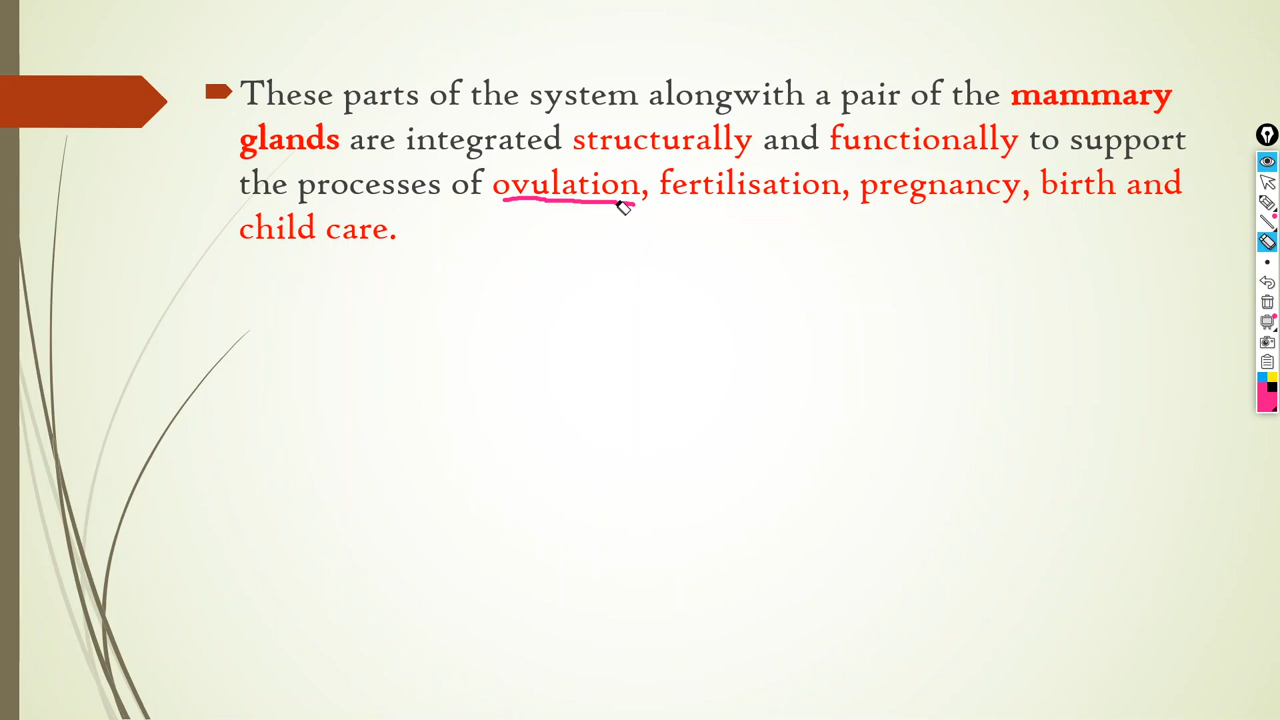 These parts of the system alongwith a pair of the mammary
glands are integrated structurally and functionally to support
the processes of ovulation, fertilisation, pregnancy, birth and
child care.